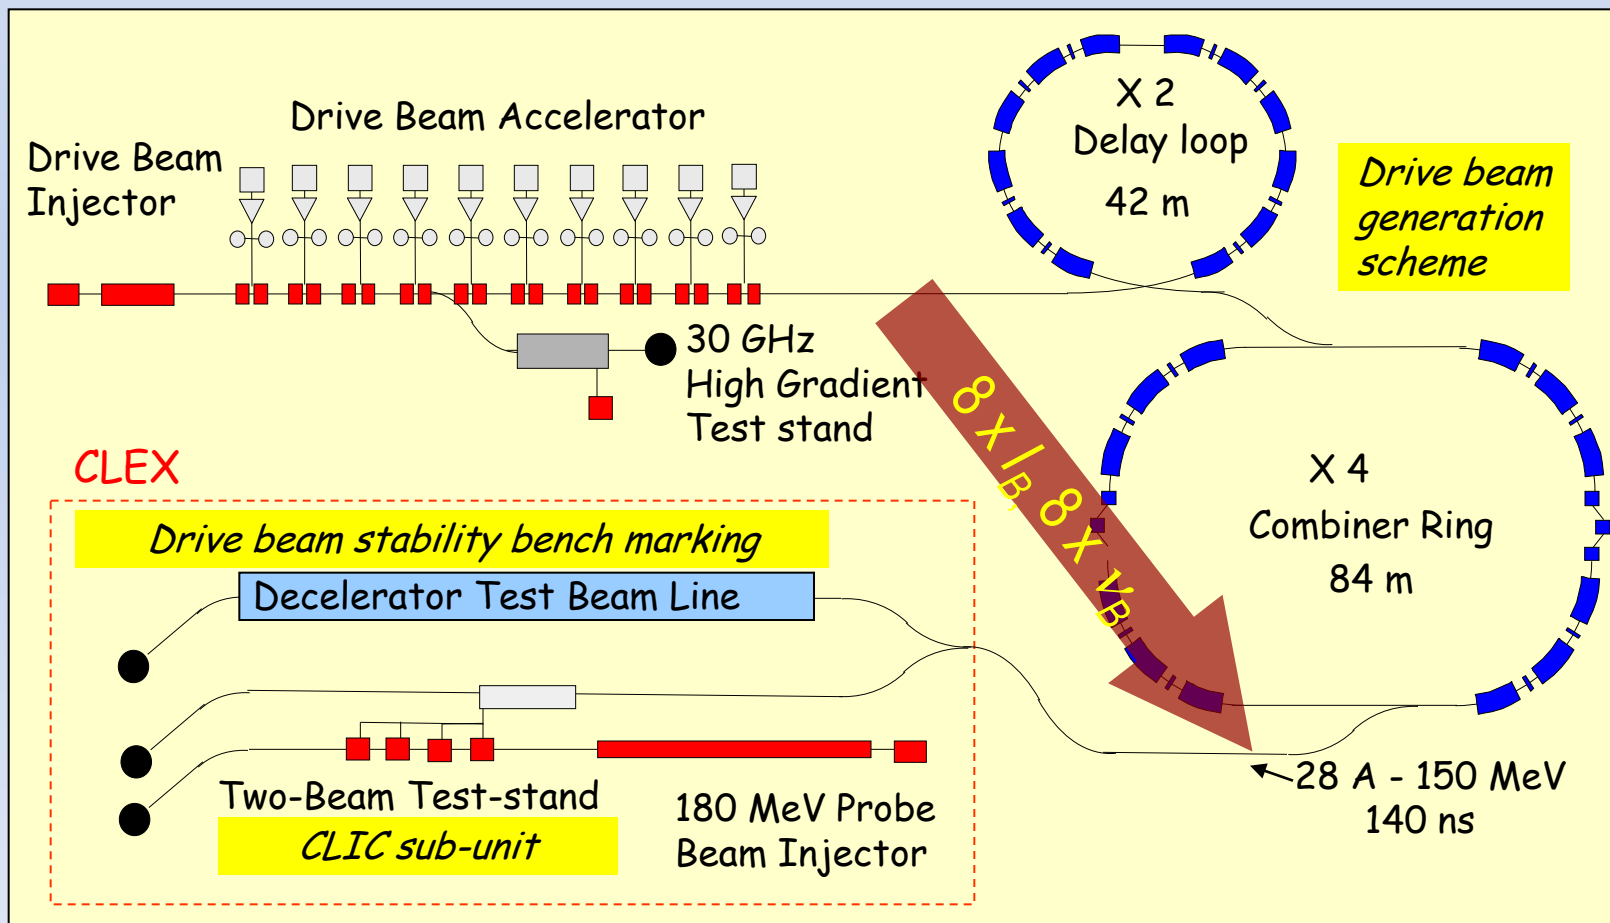 Drive Beam Accelerator
Drive Beam
Injector
X 2
Delay loop
42 m
Drive beam
generation
scheme
30 GHz
High Gradient
Test stand
8 x I_B, 8 x ν_B
X 4
Combiner Ring
84 m
CLEX
Drive beam stability bench marking
Decelerator Test Beam Line
Two-Beam Test-stand
CLIC sub-unit
180 MeV Probe
Beam Injector
28 A - 150 MeV
140 ns